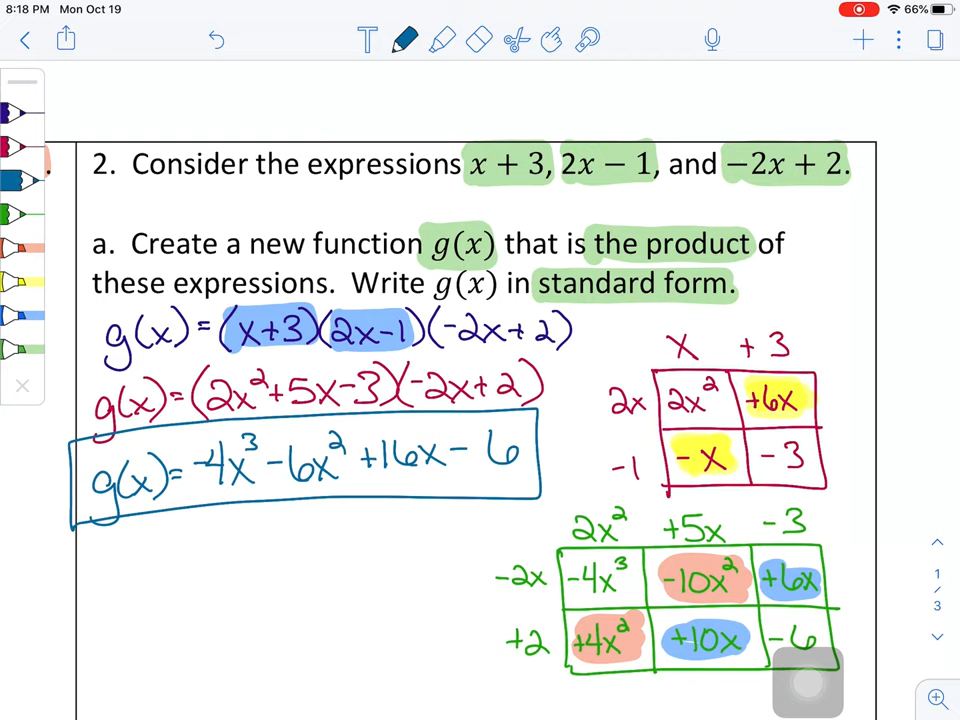 8:18 PM Mon Oct 19
66%
T
2. Consider the expressions x + 3, 2x − 1, and −2x + 2.
a. Create a new function g(x) that is the product of
these expressions. Write g(x) in standard form.
g(x) = (x+3)(2x−1)(−2x+2)
g(x) = (2x²+5x−3)(−2x+2)
g(x) = −4x³ − 6x² + 16x − 6
x +3
2x 2x² +6x
−1 −x −3
2x² +5x −3
−2x −4x³ −10x² +6x
+2 +4x² +10x −6
1
/
3